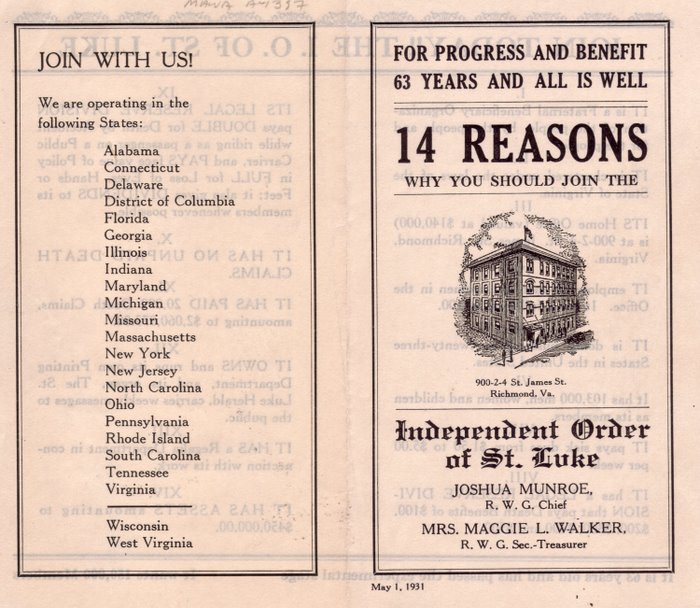 JOIN WITH US!
We are operating in the
following States:
Alabama
Connecticut
Delaware
District of Columbia
Florida
Georgia
Illinois
Indiana
Maryland
Michigan
Missouri
Massachusetts
New York
New Jersey
North Carolina
Ohio
Pennsylvania
Rhode Island
South Carolina
Tennessee
Virginia
Wisconsin
West Virginia
FOR PROGRESS AND BENEFIT
63 YEARS AND ALL IS WELL
14 REASONS
WHY YOU SHOULD JOIN THE
900-2-4 St. James St.
Richmond, Va.
Independent Order
of St. Luke
JOSHUA MUNROE,
R. W. G. Chief
MRS. MAGGIE L. WALKER,
R. W. G. Sec.-Treasurer
May 1, 1931